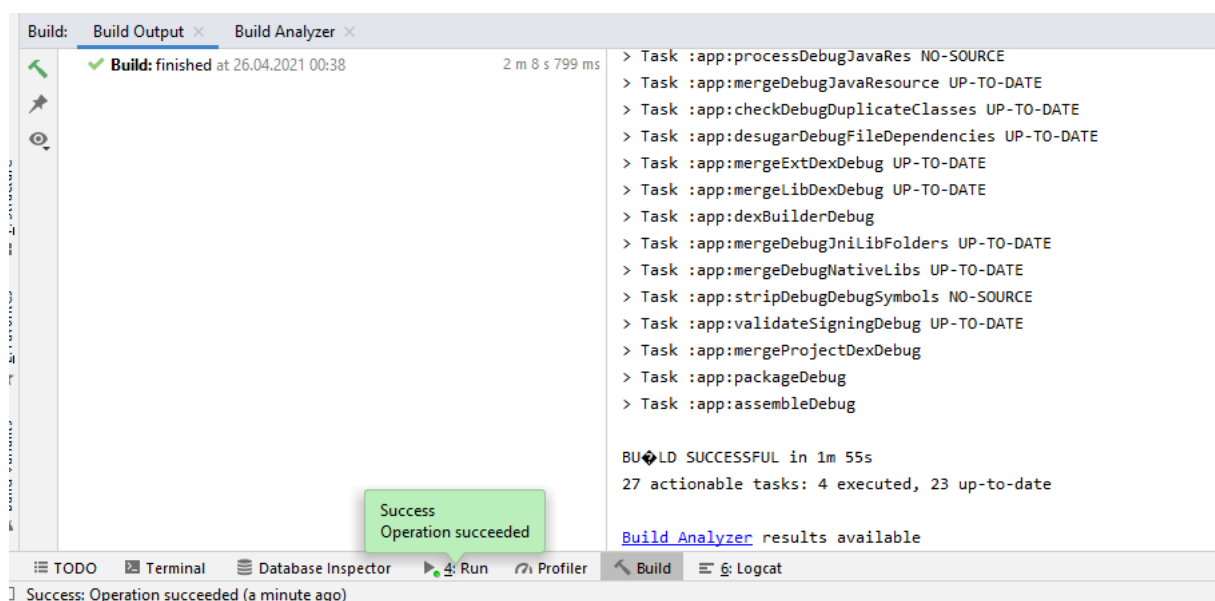 Build: Build Output Build Analyzer
Build: finished at 26.04.2021 00:38 2 m 8 s 799 ms
> Task :app:processDebugJavaRes NO-SOURCE
> Task :app:mergeDebugJavaResource UP-TO-DATE
> Task :app:checkDebugDuplicateClasses UP-TO-DATE
> Task :app:desugarDebugFileDependencies UP-TO-DATE
> Task :app:mergeExtDexDebug UP-TO-DATE
> Task :app:mergeLibDexDebug UP-TO-DATE
> Task :app:dexBuilderDebug
> Task :app:mergeDebugJniLibFolders UP-TO-DATE
> Task :app:mergeDebugNativeLibs UP-TO-DATE
> Task :app:stripDebugDebugSymbols NO-SOURCE
> Task :app:validateSigningDebug UP-TO-DATE
> Task :app:mergeProjectDexDebug
> Task :app:packageDebug
> Task :app:assembleDebug
BU�LD SUCCESSFUL in 1m 55s
27 actionable tasks: 4 executed, 23 up-to-date
Build Analyzer results available
Success
Operation succeeded
TODO Terminal Database Inspector 4: Run Profiler Build 6: Logcat
Success: Operation succeeded (a minute ago)